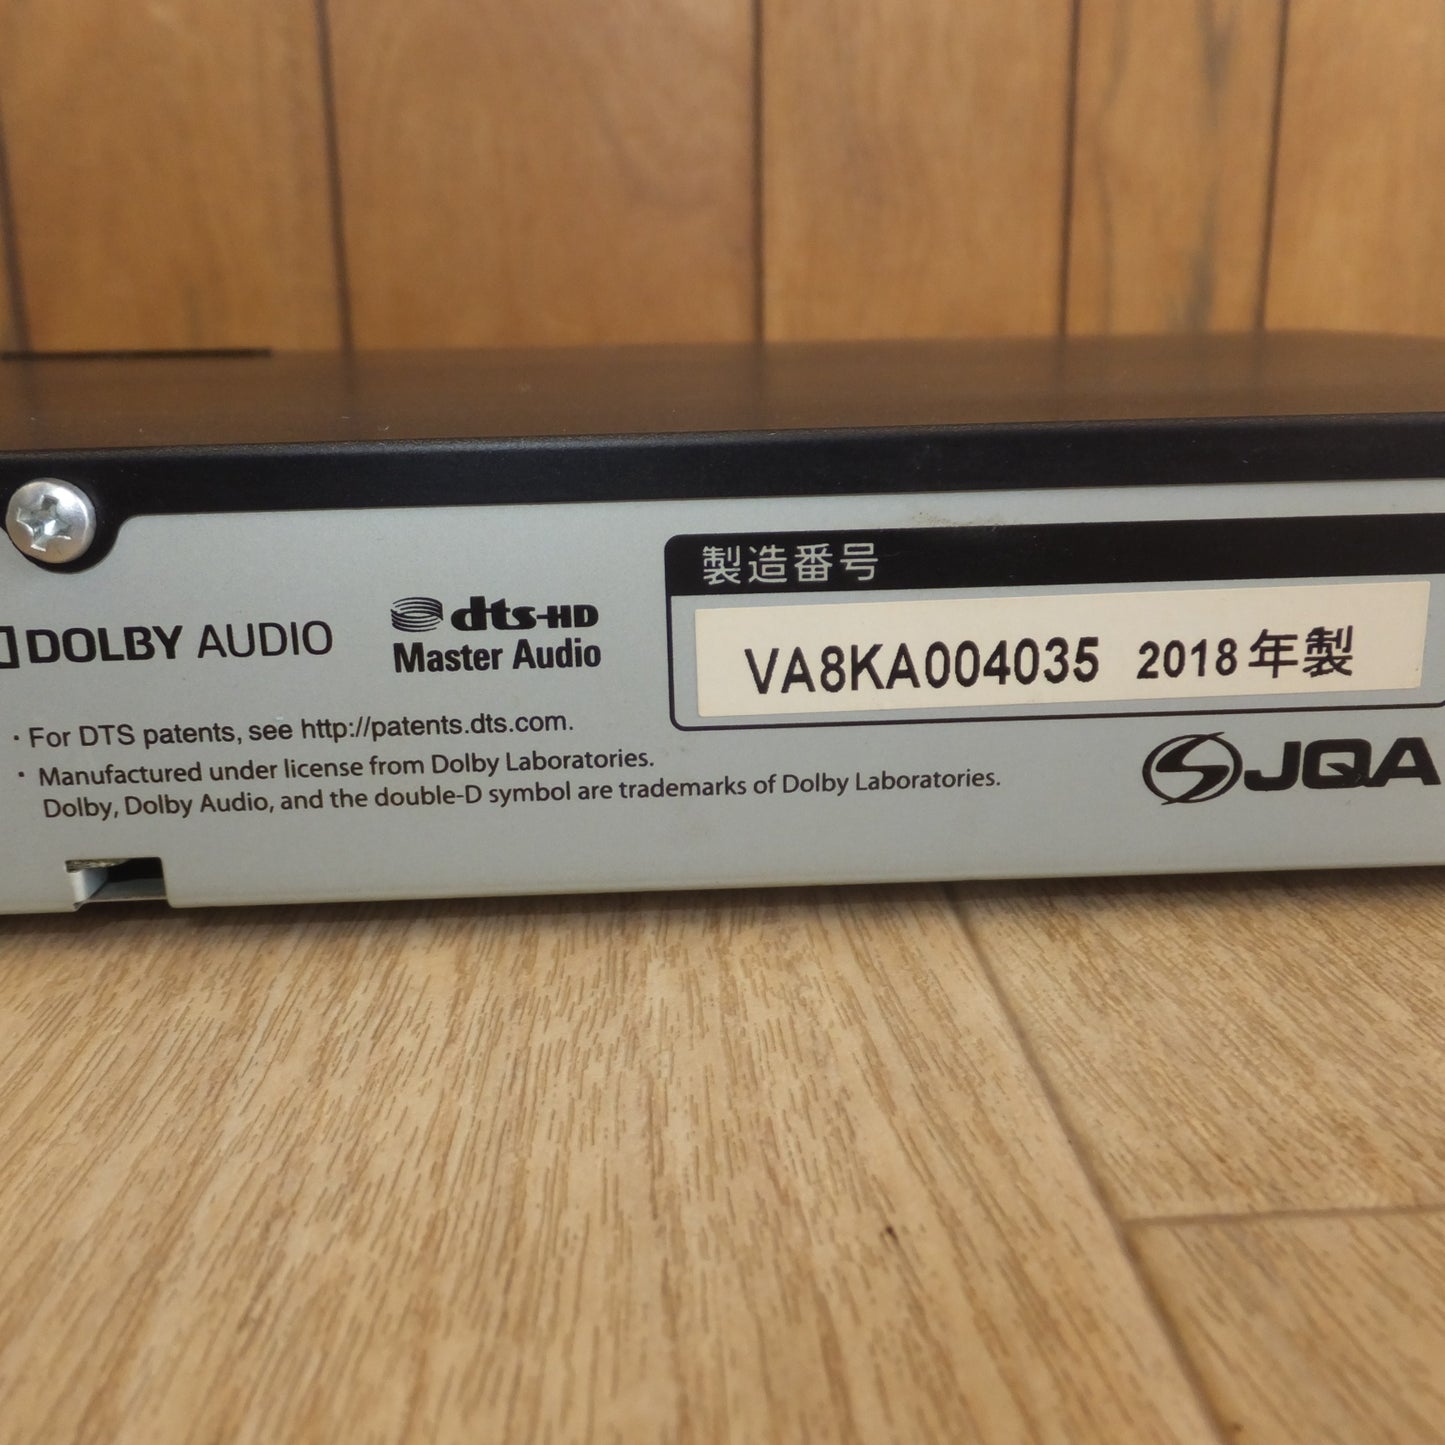 DOLBY AUDIO
dts-HD
Master Audio
・For DTS patents, see http://patents.dts.com.
・Manufactured under license from Dolby Laboratories.
Dolby, Dolby Audio, and the double-D symbol are trademarks of Dolby Laboratories.
製造番号
VA8KA004035 2018年製
JQA